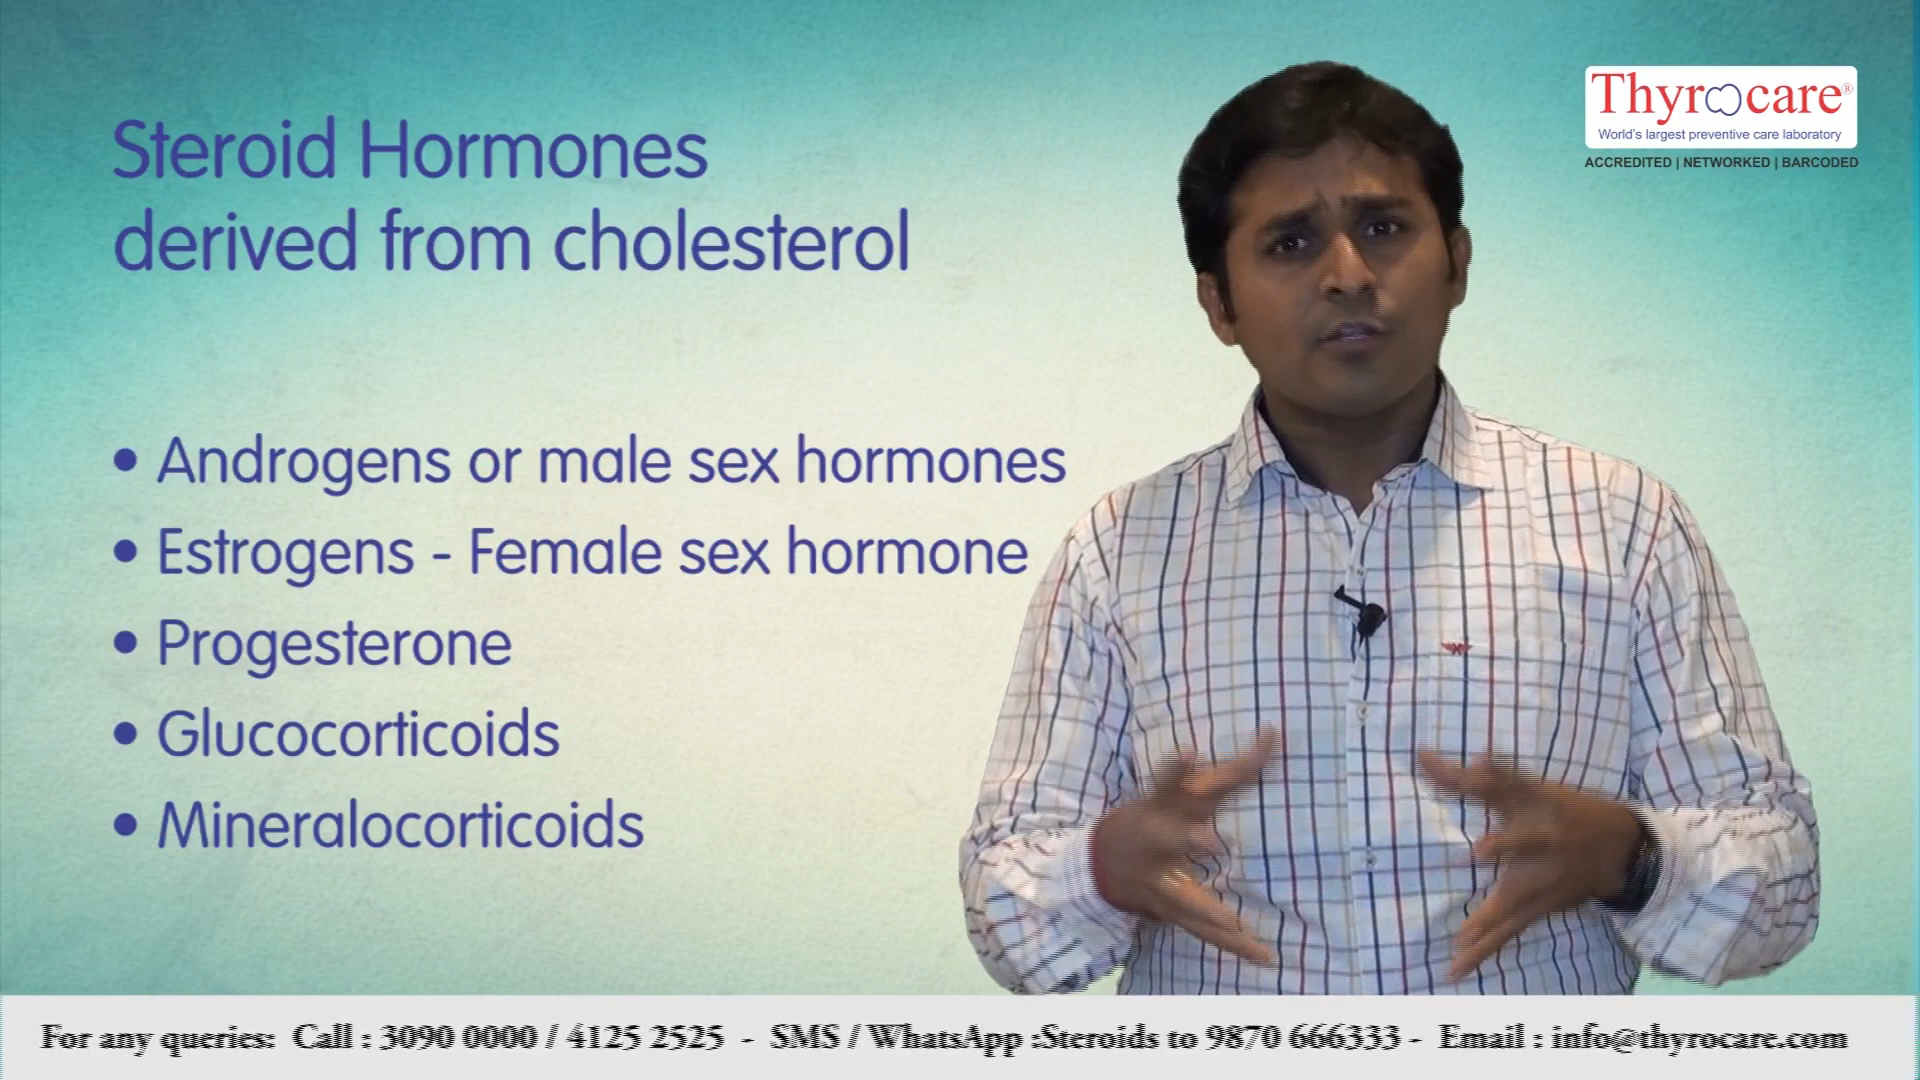 Thyrocare®
World's largest preventive care laboratory
ACCREDITED | NETWORKED | BARCODED
Steroid Hormones
derived from cholesterol
• Androgens or male sex hormones
• Estrogens - Female sex hormone
• Progesterone
• Glucocorticoids
• Mineralocorticoids
For any queries: Call : 3090 0000 / 4125 2525 - SMS / WhatsApp :Steroids to 9870 666333 - Email : info@thyrocare.com